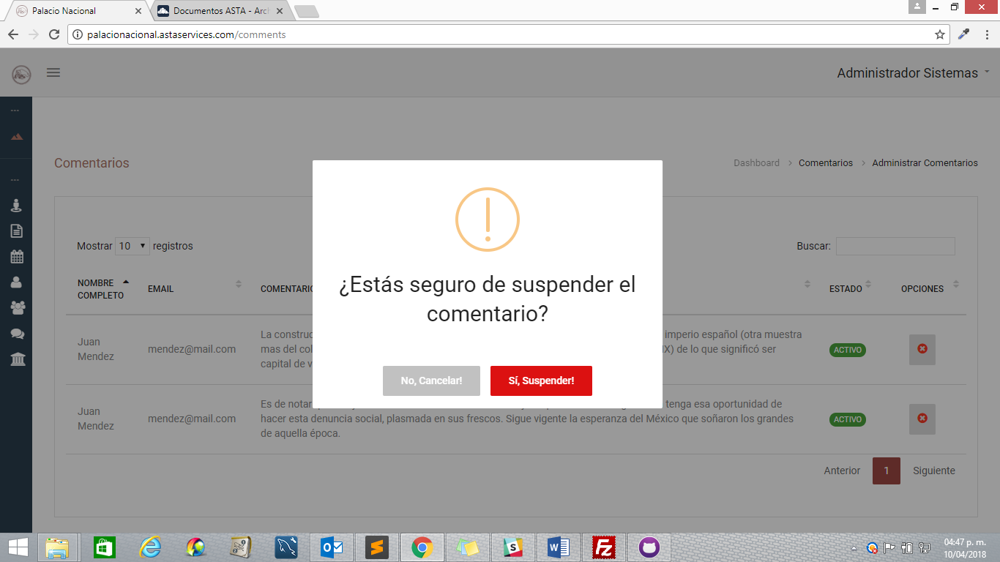 Palacio Nacional
Documentos ASTA - Arc
palacionacional.astaservices.com/comments
Administrador Sistemas
Comentarios
Dashboard > Comentarios > Administrar Comentarios
Mostrar 10 registros
Buscar:
NOMBRE COMPLETO EMAIL COMENTARIO ESTADO OPCIONES
¿Estás seguro de suspender el
comentario?
No, Cancelar! Sí, Suspender!
Juan
Mendez
mendez@mail.com
La construc imperio español (otra muestra
mas del col IX) de lo que significó ser
capital de v
ACTIVO
Juan
Mendez
mendez@mail.com
Es de notar tenga esa oportunidad de
hacer esta denuncia social, plasmada en sus frescos. Sigue vigente la esperanza del México que soñaron los grandes
de aquella época.
ACTIVO
Anterior 1 Siguiente
04:47 p. m.
10/04/2018